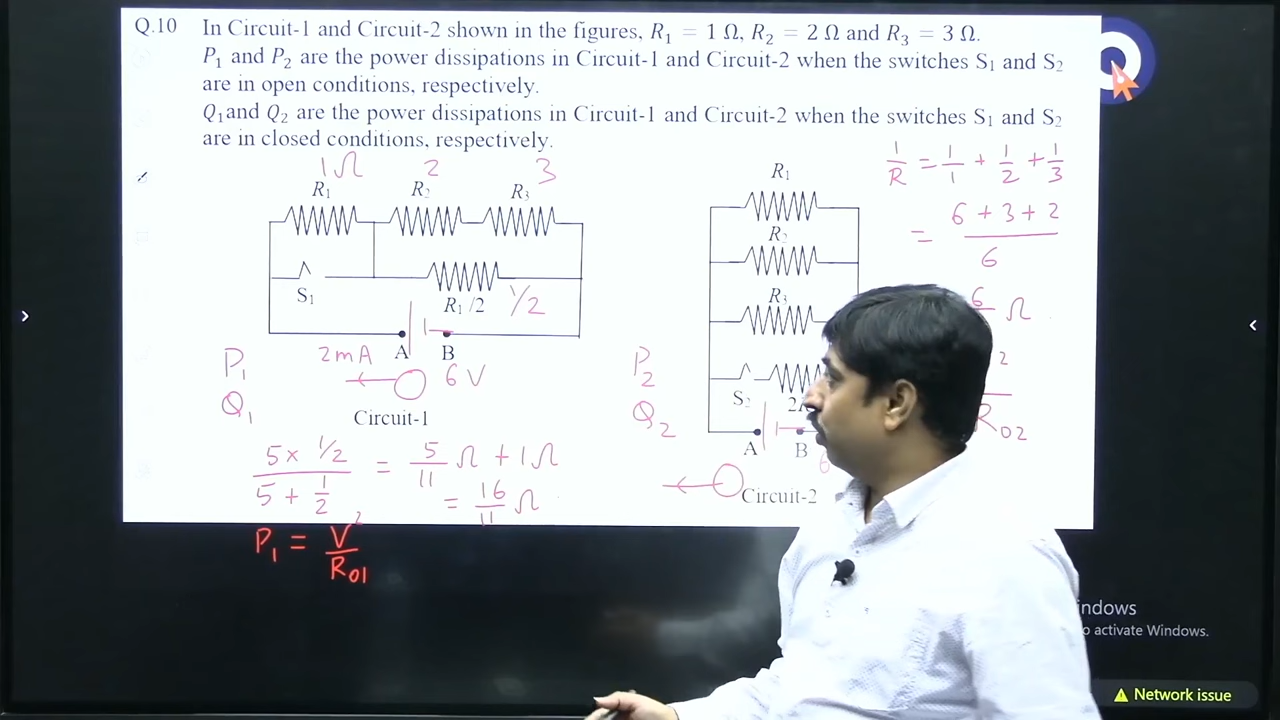 Q.10 In Circuit-1 and Circuit-2 shown in the figures, R₁ = 1 Ω, R₂ = 2 Ω and R₃ = 3 Ω.
P₁ and P₂ are the power dissipations in Circuit-1 and Circuit-2 when the switches S₁ and S₂
are in open conditions, respectively.
Q₁and Q₂ are the power dissipations in Circuit-1 and Circuit-2 when the switches S₁ and S₂
are in closed conditions, respectively.
1Ω 2 3
R₁ R₂ R₃
S₁ R₁/2 1/2
2mA A B
6V
P₁
Q₁
Circuit-1
5 × 1/2 / 5 + 1/2 = 5/11 Ω + 1Ω
= 16/11 Ω
P₁ = V²/R01
R₁
R₂
R₃
S₂
A B
P₂
Q₂
Circuit-2
1/R = 1/1 + 1/2 + 1/3
= 6 + 3 + 2 / 6
6 Ω
2
R02
indows
o activate Windows.
Network issue